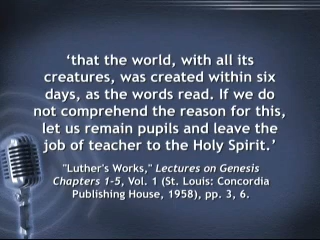 ‘that the world, with all its
creatures, was created within six
days, as the words read. If we do
not comprehend the reason for this,
let us remain pupils and leave the
job of teacher to the Holy Spirit.’
"Luther's Works," Lectures on Genesis
Chapters 1-5, Vol. 1 (St. Louis: Concordia
Publishing House, 1958), pp. 3, 6.